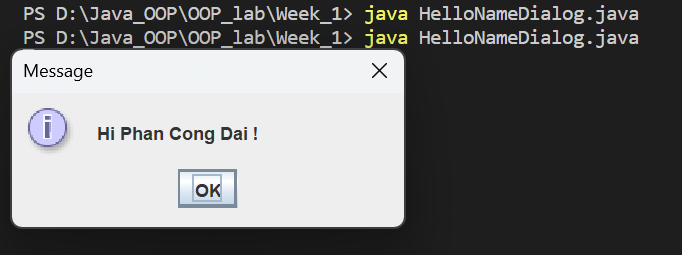 PS D:\Java_OOP\OOP_lab\Week_1> java HelloNameDialog.java
PS D:\Java_OOP\OOP_lab\Week_1> java HelloNameDialog.java
Message
i
Hi Phan Cong Dai !
OK